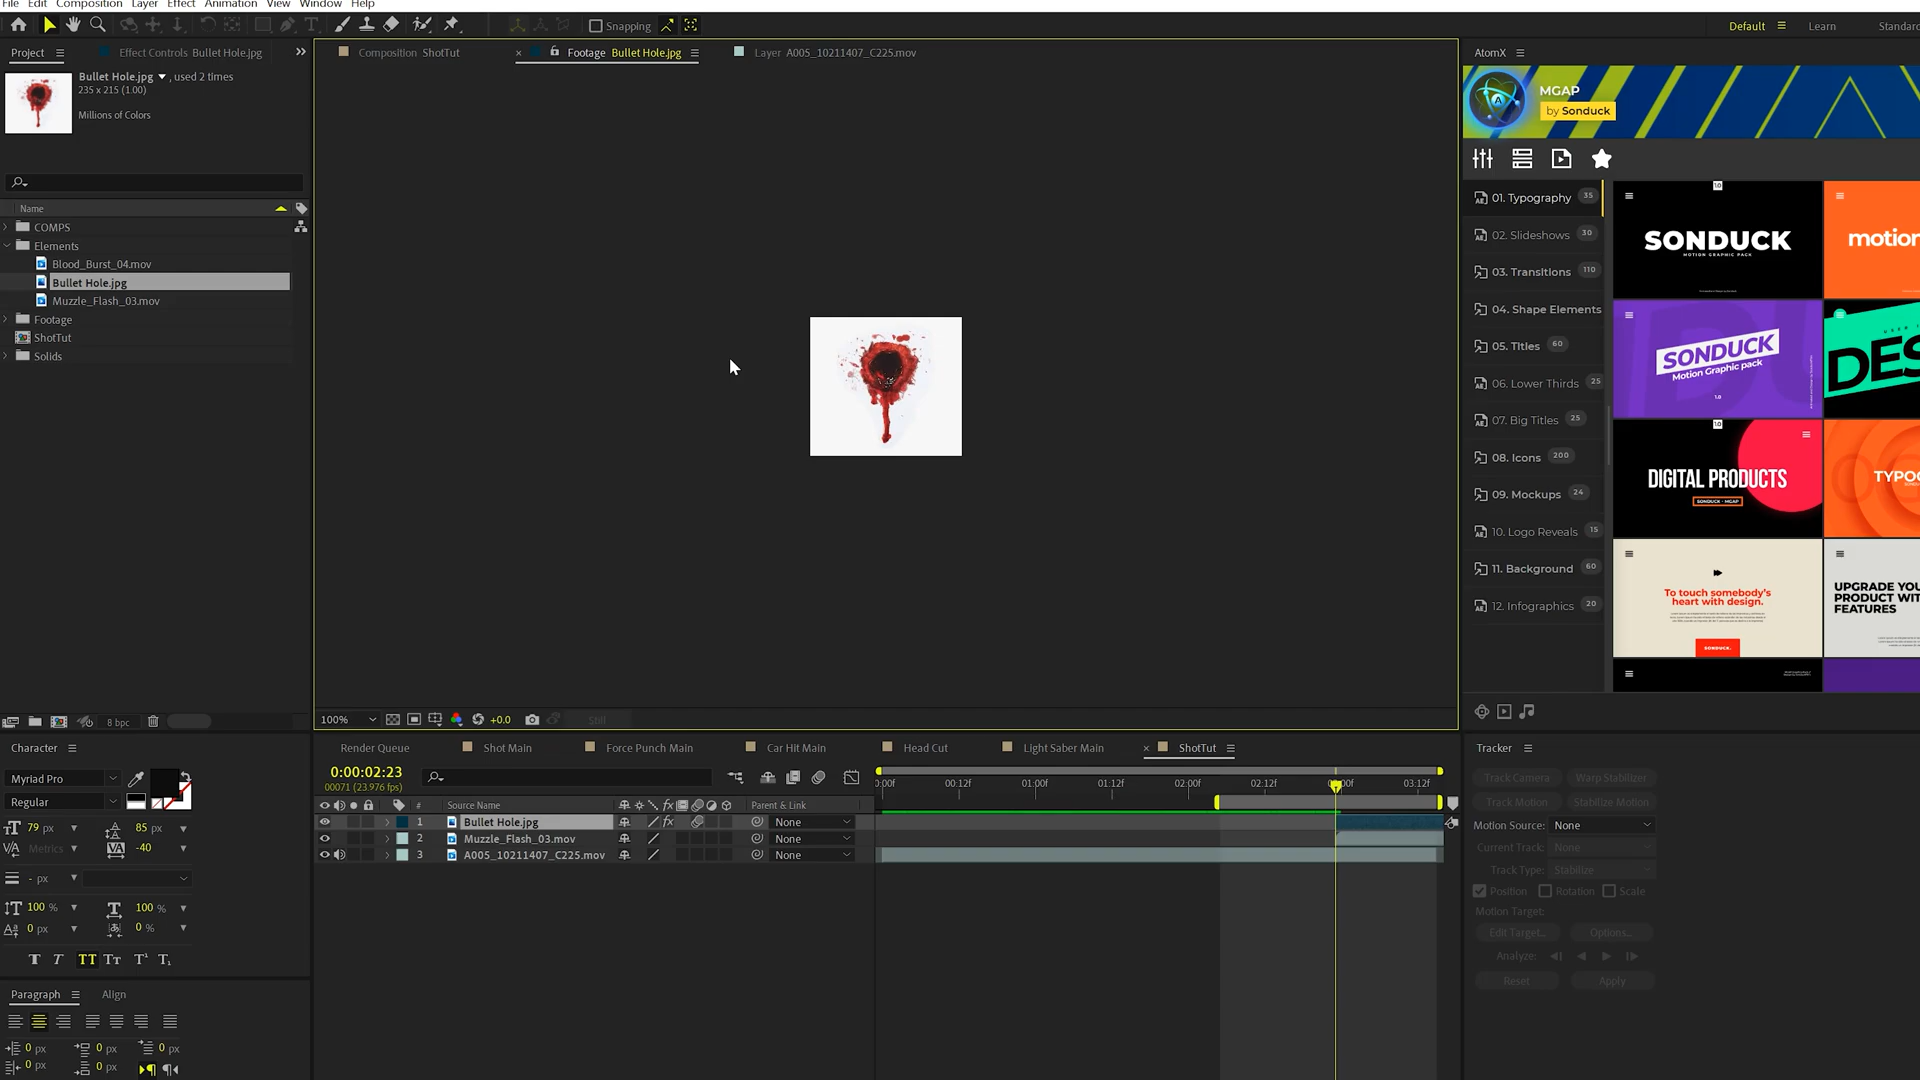 File Edit Composition Layer Effect Animation View Window Help
Snapping
Default
Learn
Standard
Project
Effect Controls Bullet Hole.jpg
Composition ShotTut
Footage Bullet Hole.jpg
Layer A005_10211407_C225.mov
AtomX
Bullet Hole.jpg ▼ , used 2 times
235 x 215 (1.00)
Millions of Colors
MGAP
by Sonduck
Name
COMPS
Elements
Blood_Burst_04.mov
Bullet Hole.jpg
Muzzle_Flash_03.mov
Footage
ShotTut
Solids
01. Typography 35
02. Slideshows 30
03. Transitions 110
04. Shape Elements
05. Titles 60
06. Lower Thirds 25
07. Big Titles 25
08. Icons 200
09. Mockups 24
10. Logo Reveals 15
11. Background 60
12. Infographics 20
1.0
SONDUCK
MOTION GRAPHIC PACK
motion
SONDUCK
Motion Graphic pack
1.0
DES
1.0
DIGITAL PRODUCTS
SONDUCK - MGAP
TYPO
To touch somebody's
heart with design.
SONDUCK.
UPGRADE YOU
PRODUCT WIT
FEATURES
8 bpc
100%
+0.0
Still
Character
Myriad Pro
Regular
79 px
85 px
Metrics
-40
- px
100 %
100 %
0 px
0 %
T T TT Tt T¹ T₁
Paragraph
Align
0 px
0 px
0 px
0 px
0 px
Render Queue
Shot Main
Force Punch Main
Car Hit Main
Head Cut
Light Saber Main
ShotTut
0:00:02:23
00071 (23.976 fps)
0:00f
00:12f
01:00f
01:12f
02:00f
02:12f
00f
03:12f
#
Source Name
Parent & Link
1 Bullet Hole.jpg None
2 Muzzle_Flash_03.mov None
3 A005_10211407_C225.mov None
Tracker
Track Camera
Warp Stabilizer
Track Motion
Stabilize Motion
Motion Source: None
Current Track: None
Track Type: Stabilize
Position Rotation Scale
Motion Target:
Edit Target...
Options...
Analyze:
Reset
Apply